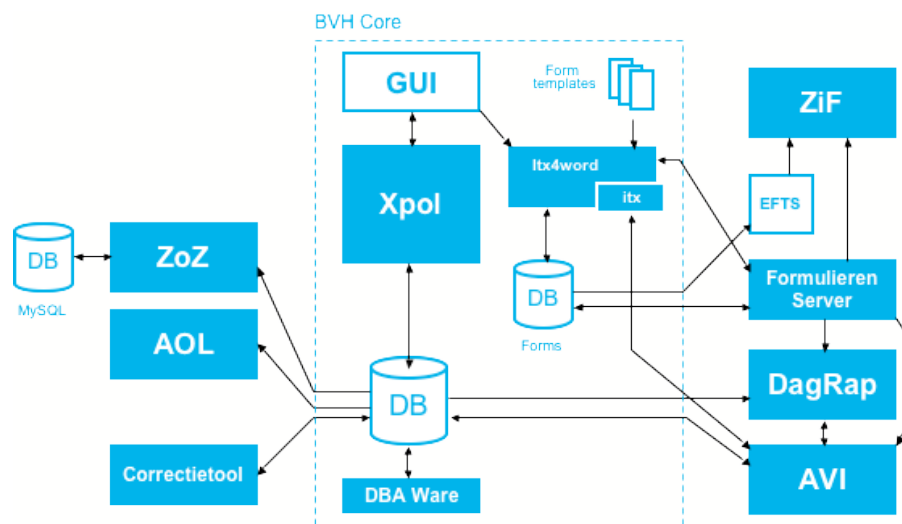 BVH Core
GUI
Form
templates
ZiF
Itx4word
itx
Xpol
EFTS
DB
MySQL
ZoZ
DB
Forms
Formulieren
Server
AOL
DB
DagRap
Correctietool
DBA Ware
AVI